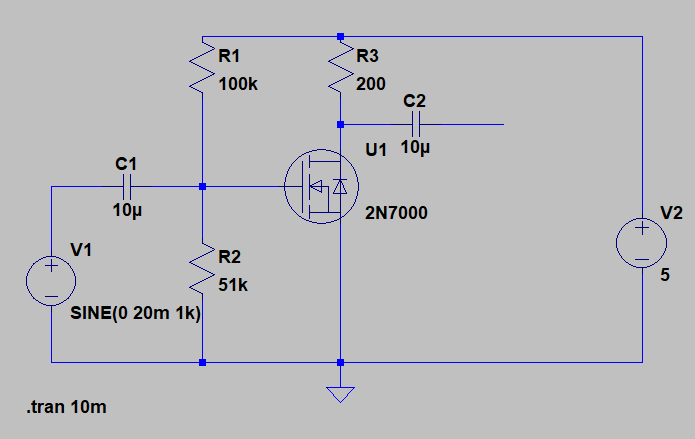 R1
100k
R3
200
C2
10µ
U1
2N7000
C1
10µ
V1
SINE(0 20m 1k)
R2
51k
V2
5
.tran 10m